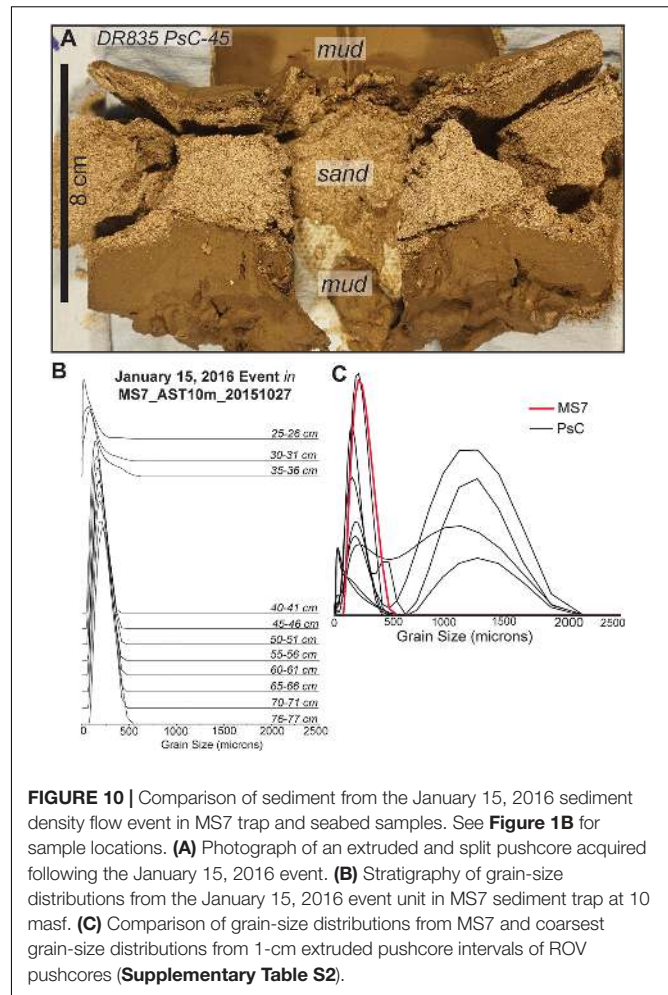 A DR835 PsC-45
mud
8 cm
sand
mud
B
January 15, 2016 Event in
MS7_AST10m_20151027
25-26 cm
30-31 cm
35-36 cm
40-41 cm
45-46 cm
50-51 cm
55-56 cm
60-61 cm
65-66 cm
70-71 cm
76-77 cm
0 500 1000 1500 2000 2500
Grain Size (microns)
C
MS7
PsC
0 500 1000 1500 2000 2500
Grain Size (microns)
FIGURE 10 | Comparison of sediment from the January 15, 2016 sediment
density flow event in MS7 trap and seabed samples. See Figure 1B for
sample locations. (A) Photograph of an extruded and split pushcore acquired
following the January 15, 2016 event. (B) Stratigraphy of grain-size
distributions from the January 15, 2016 event unit in MS7 sediment trap at 10
masf. (C) Comparison of grain-size distributions from MS7 and coarsest
grain-size distributions from 1-cm extruded pushcore intervals of ROV
pushcores (Supplementary Table S2).